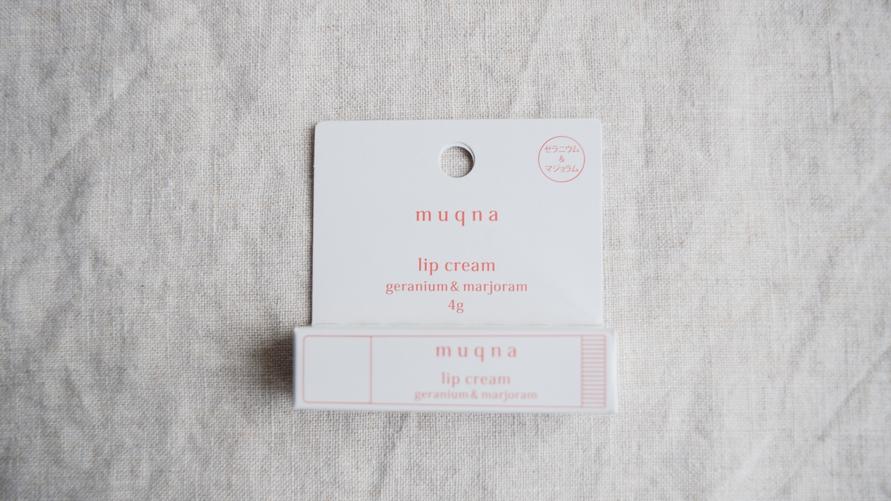 ゼラニウム
&
マジョラム
muqna
lip cream
geranium & marjoram
4g
muqna
lip cream
geranium & marjoram